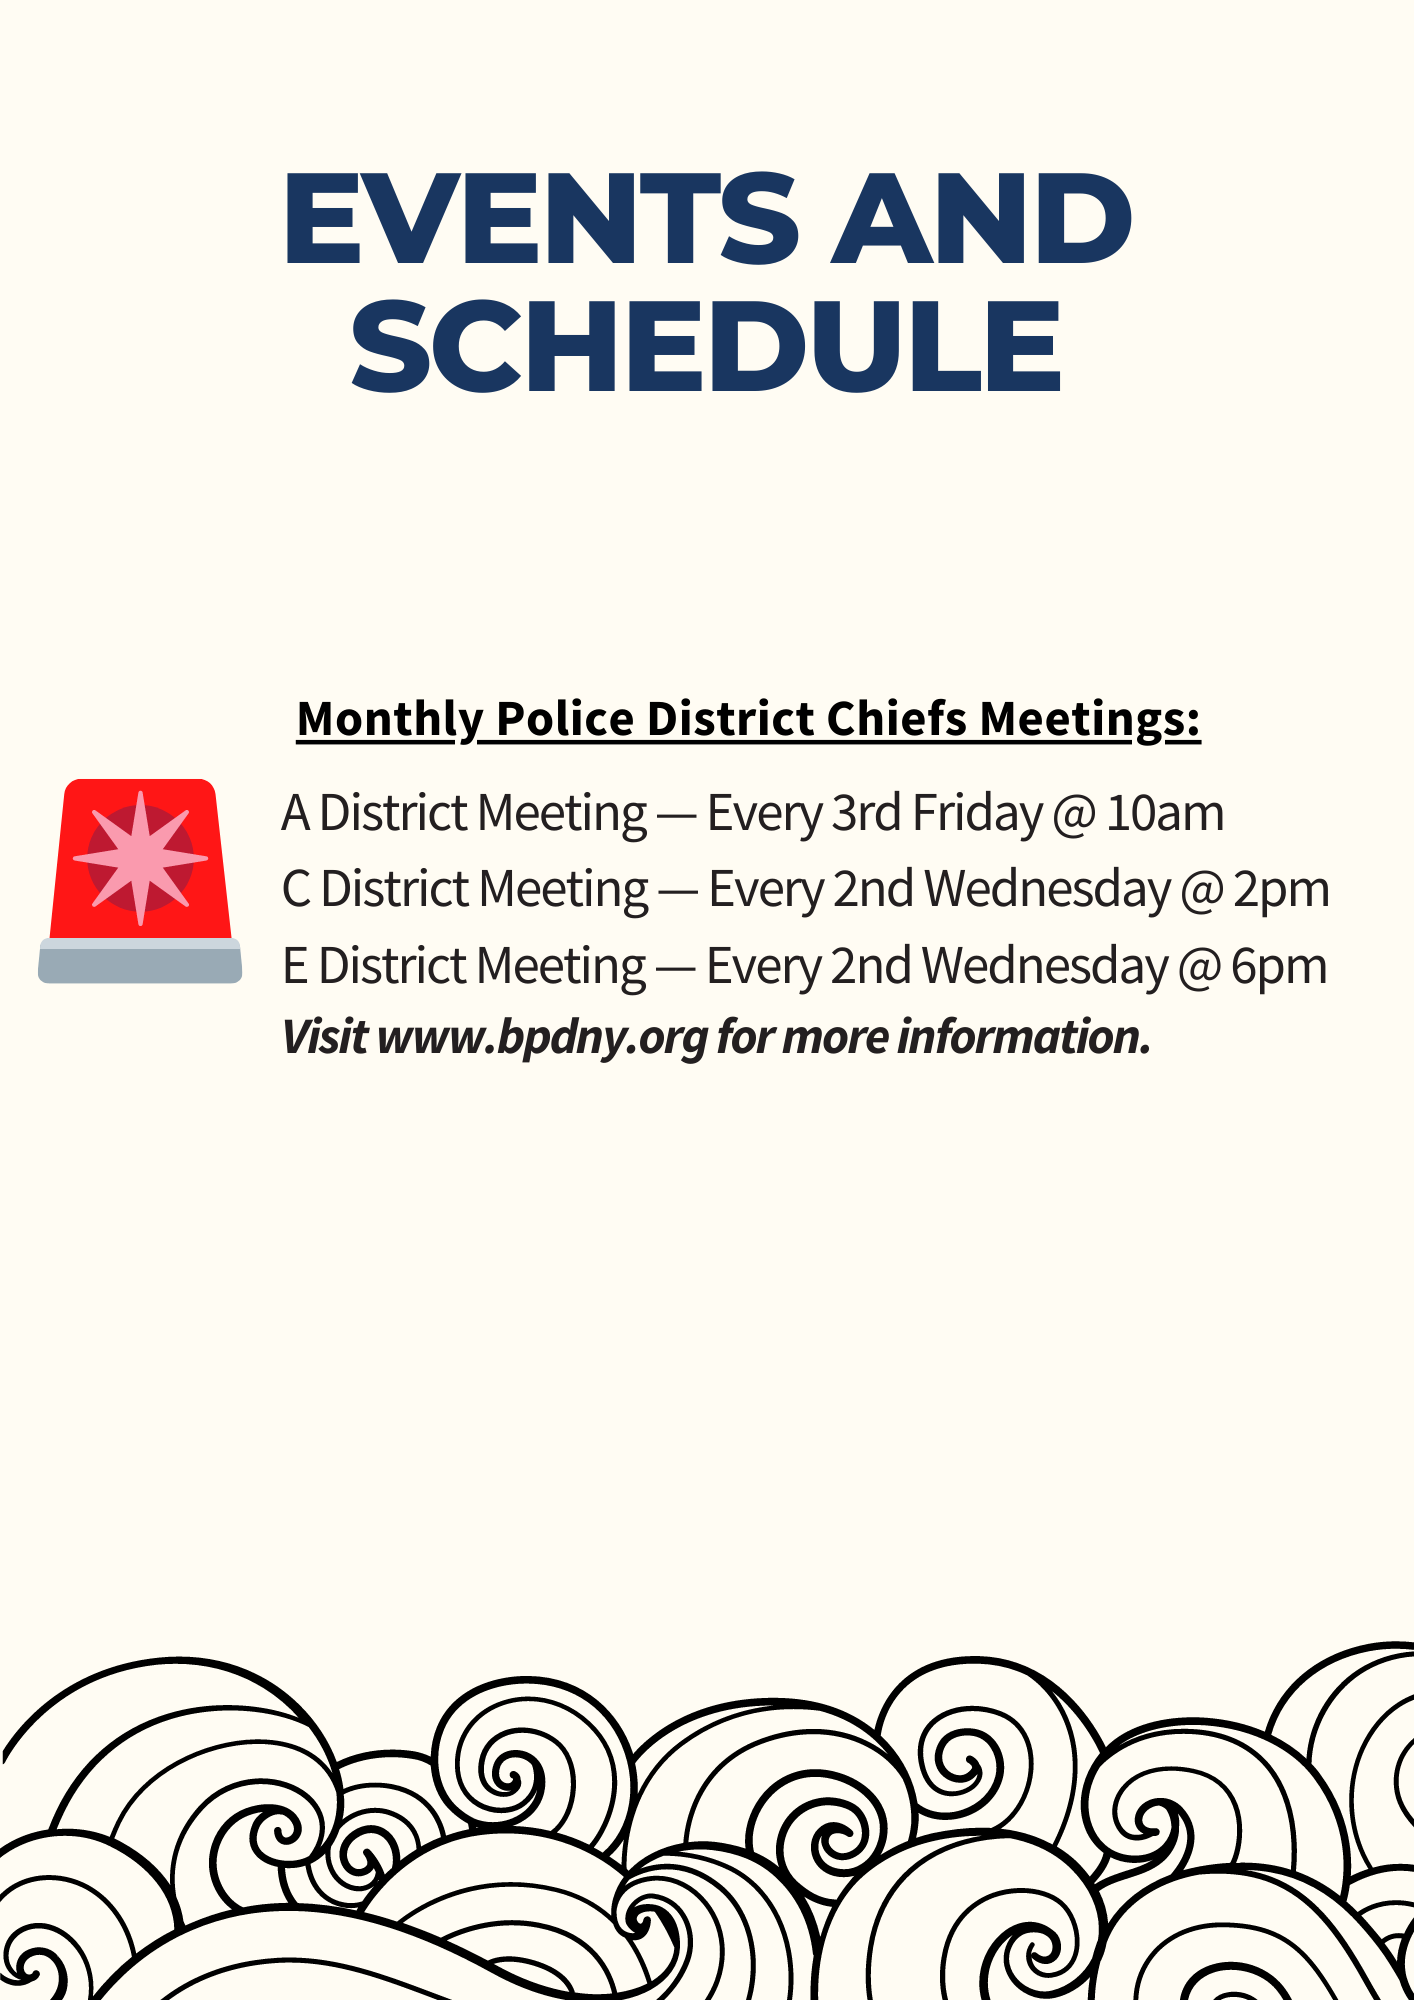 EVENTS AND
SCHEDULE
Monthly Police District Chiefs Meetings:
A District Meeting — Every 3rd Friday @ 10am
C District Meeting — Every 2nd Wednesday @ 2pm
E District Meeting — Every 2nd Wednesday @ 6pm
Visit www.bpdny.org for more information.